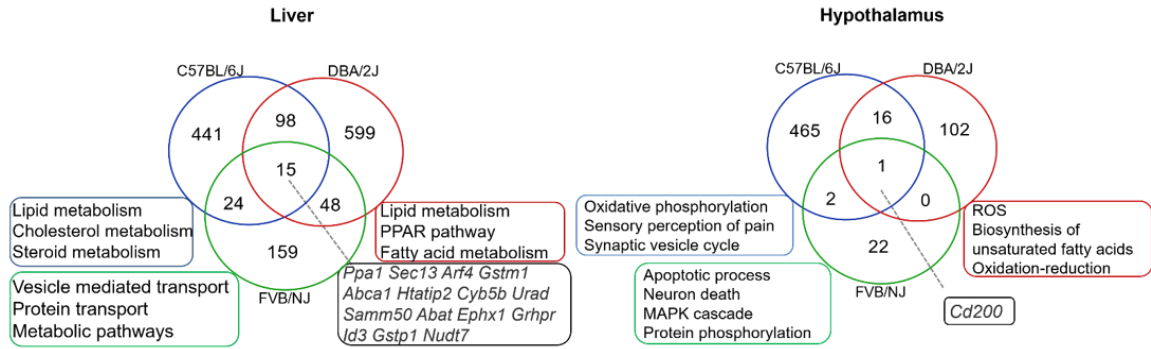 Liver
C57BL/6J
DBA/2J
441
98
599
15
24
48
159
FVB/NJ
Lipid metabolism
Cholesterol metabolism
Steroid metabolism
Lipid metabolism
PPAR pathway
Fatty acid metabolism
Vesicle mediated transport
Protein transport
Metabolic pathways
Ppa1 Sec13 Arf4 Gstm1
Abca1 Htatip2 Cyb5b Urad
Samm50 Abat Ephx1 Grhpr
Id3 Gstp1 Nudt7
Hypothalamus
C57BL/6J
DBA/2J
465
16
102
1
2
0
22
FVB/NJ
Oxidative phosphorylation
Sensory perception of pain
Synaptic vesicle cycle
ROS
Biosynthesis of
unsaturated fatty acids
Oxidation-reduction
Apoptotic process
Neuron death
MAPK cascade
Protein phosphorylation
Cd200